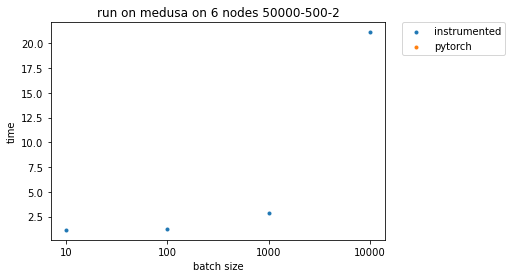 run on medusa on 6 nodes 50000-500-2
instrumented
pytorch
20.0
17.5
15.0
12.5
10.0
7.5
5.0
2.5
time
10 100 1000 10000
batch size